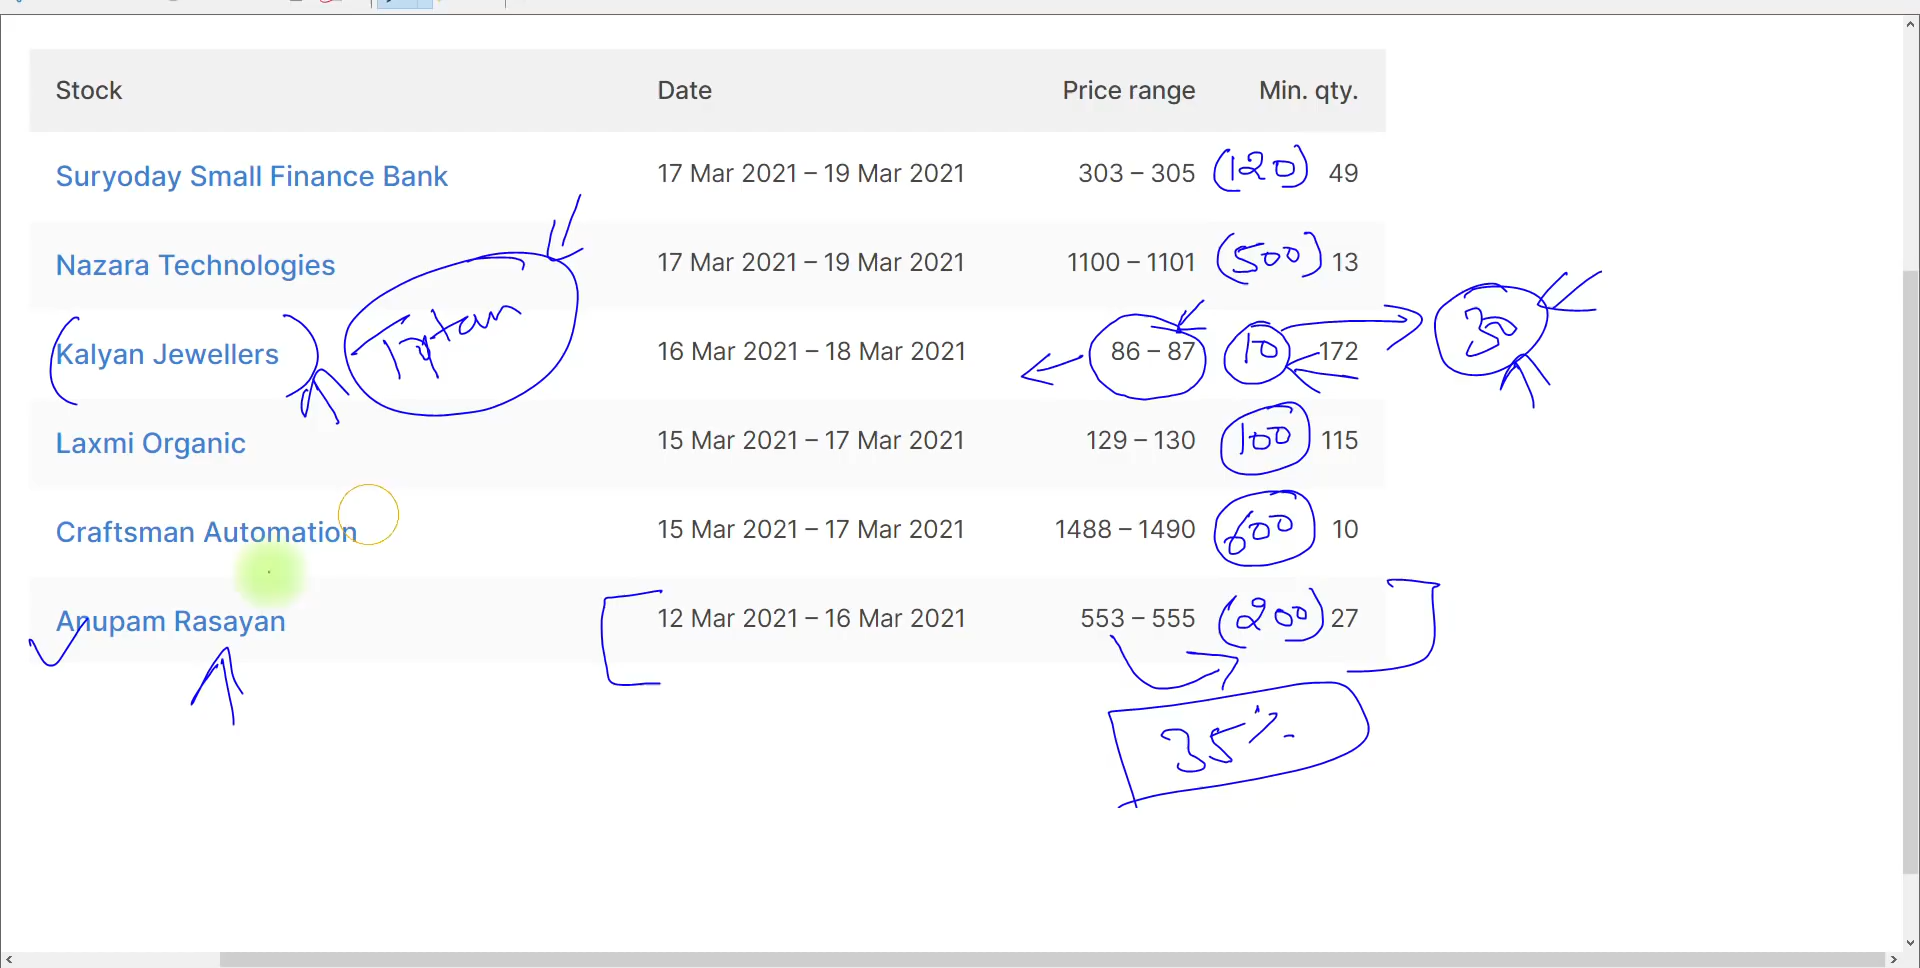 Stock Date Price range Min. qty.
Suryoday Small Finance Bank 17 Mar 2021 – 19 Mar 2021 303 – 305 (120) 49
Nazara Technologies 17 Mar 2021 – 19 Mar 2021 1100 – 1101 (500) 13
(Kalyan Jewellers) 16 Mar 2021 – 18 Mar 2021 86 – 87 10 172 30
Laxmi Organic 15 Mar 2021 – 17 Mar 2021 129 – 130 100 115
Craftsman Automation 15 Mar 2021 – 17 Mar 2021 1488 – 1490 600 10
Anupam Rasayan [12 Mar 2021 – 16 Mar 2021 553 – 555 (200) 27]
35%